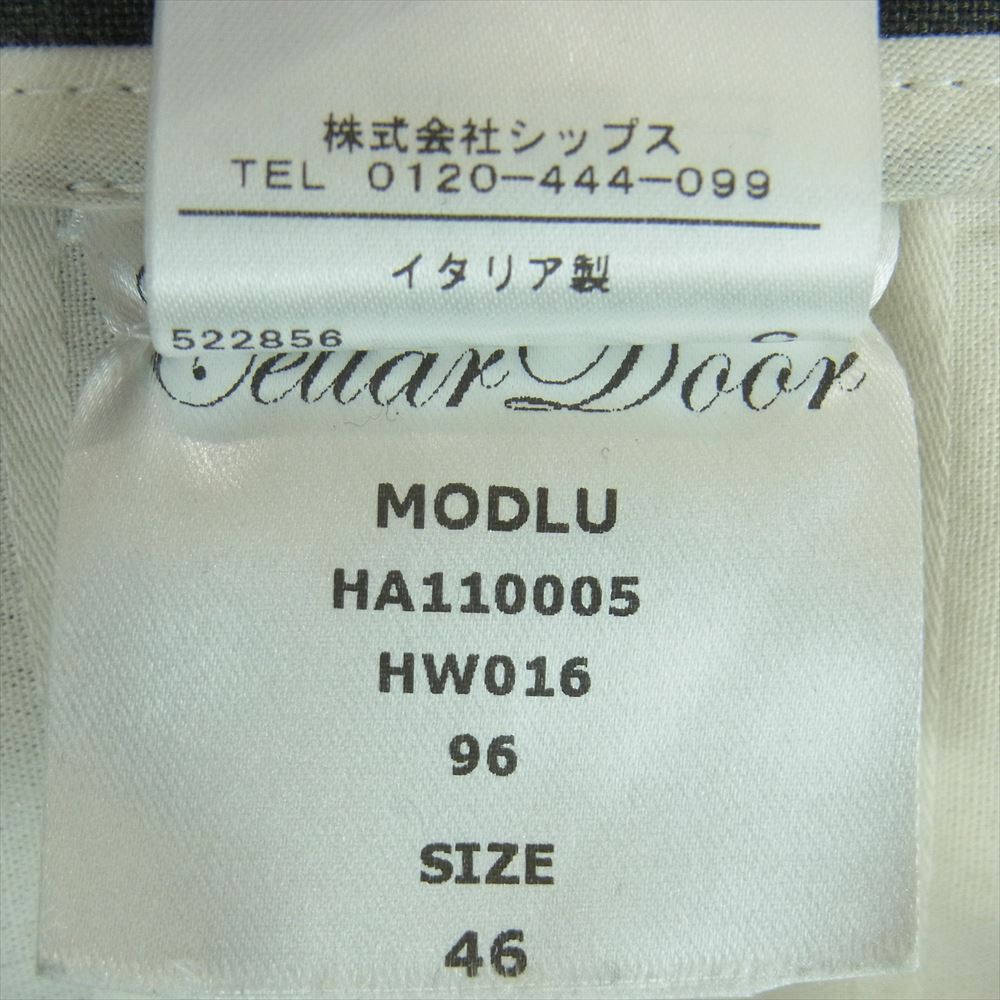 株式会社シップス
TEL 0120-444-099
イタリア製
522856
Cellar Door
MODLU
HA110005
HW016
96
SIZE
46